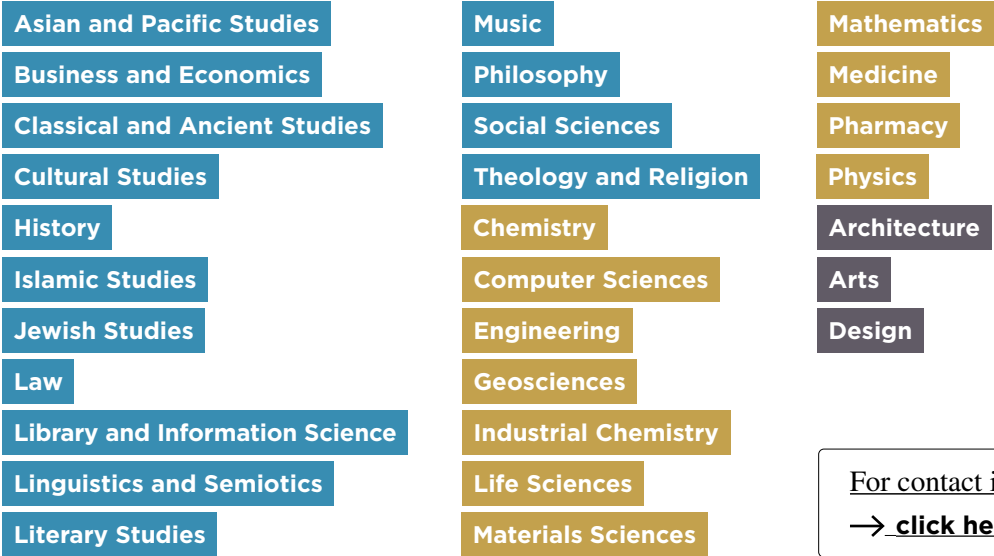 Asian and Pacific Studies
Business and Economics
Classical and Ancient Studies
Cultural Studies
History
Islamic Studies
Jewish Studies
Law
Library and Information Science
Linguistics and Semiotics
Literary Studies
Music
Philosophy
Social Sciences
Theology and Religion
Chemistry
Computer Sciences
Engineering
Geosciences
Industrial Chemistry
Life Sciences
Materials Sciences
Mathematics
Medicine
Pharmacy
Physics
Architecture
Arts
Design
For contact
→ click